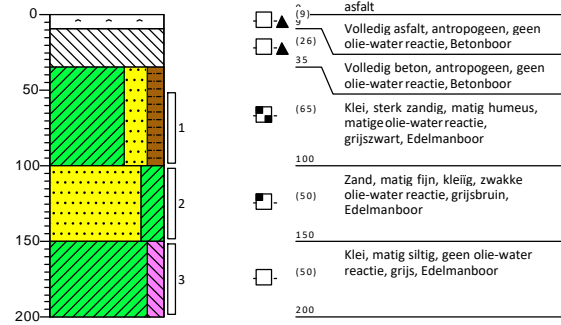 0
50
100
150
200
1
2
3
(9)
asfalt
9
Volledig asfalt, antropogeen, geen
olie-water reactie, Betonboor
(26)
35
Volledig beton, antropogeen, geen
olie-water reactie, Betonboor
(65)
Klei, sterk zandig, matig humeus,
matige olie-water reactie,
grijszwart, Edelmanboor
100
(50)
Zand, matig fijn, kleiïg, zwakke
olie-water reactie, grijsbruin,
Edelmanboor
150
(50)
Klei, matig siltig, geen olie-water
reactie, grijs, Edelmanboor
200